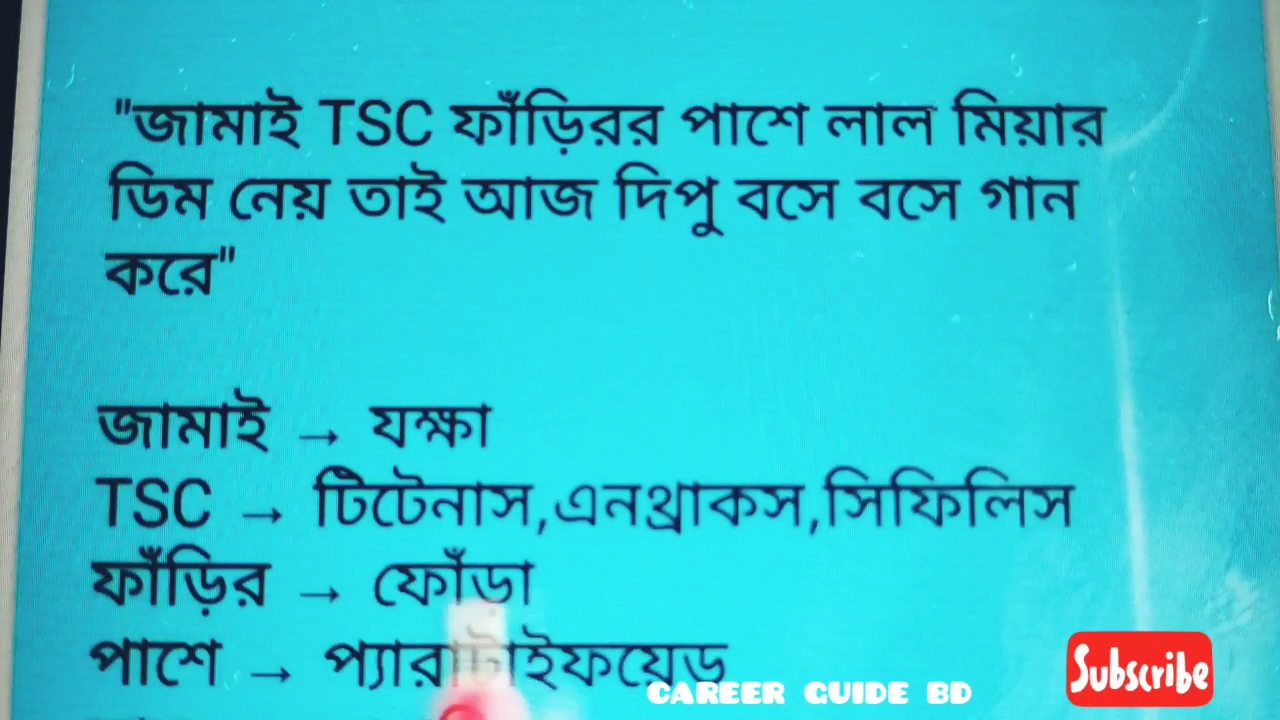 "জামাই TSC ফাঁড়িরর পাশে লাল মিয়ার
ডিম নেয় তাই আজ দিপু বসে বসে গান
করে"
জামাই → যক্ষা
TSC → টিটেনাস,এনথ্রাকস,সিফিলিস
ফাঁড়ির → ফোঁড়া
পাশে → প্যারাটাইফয়েড
CAREER GUIDE BD
Subscribe